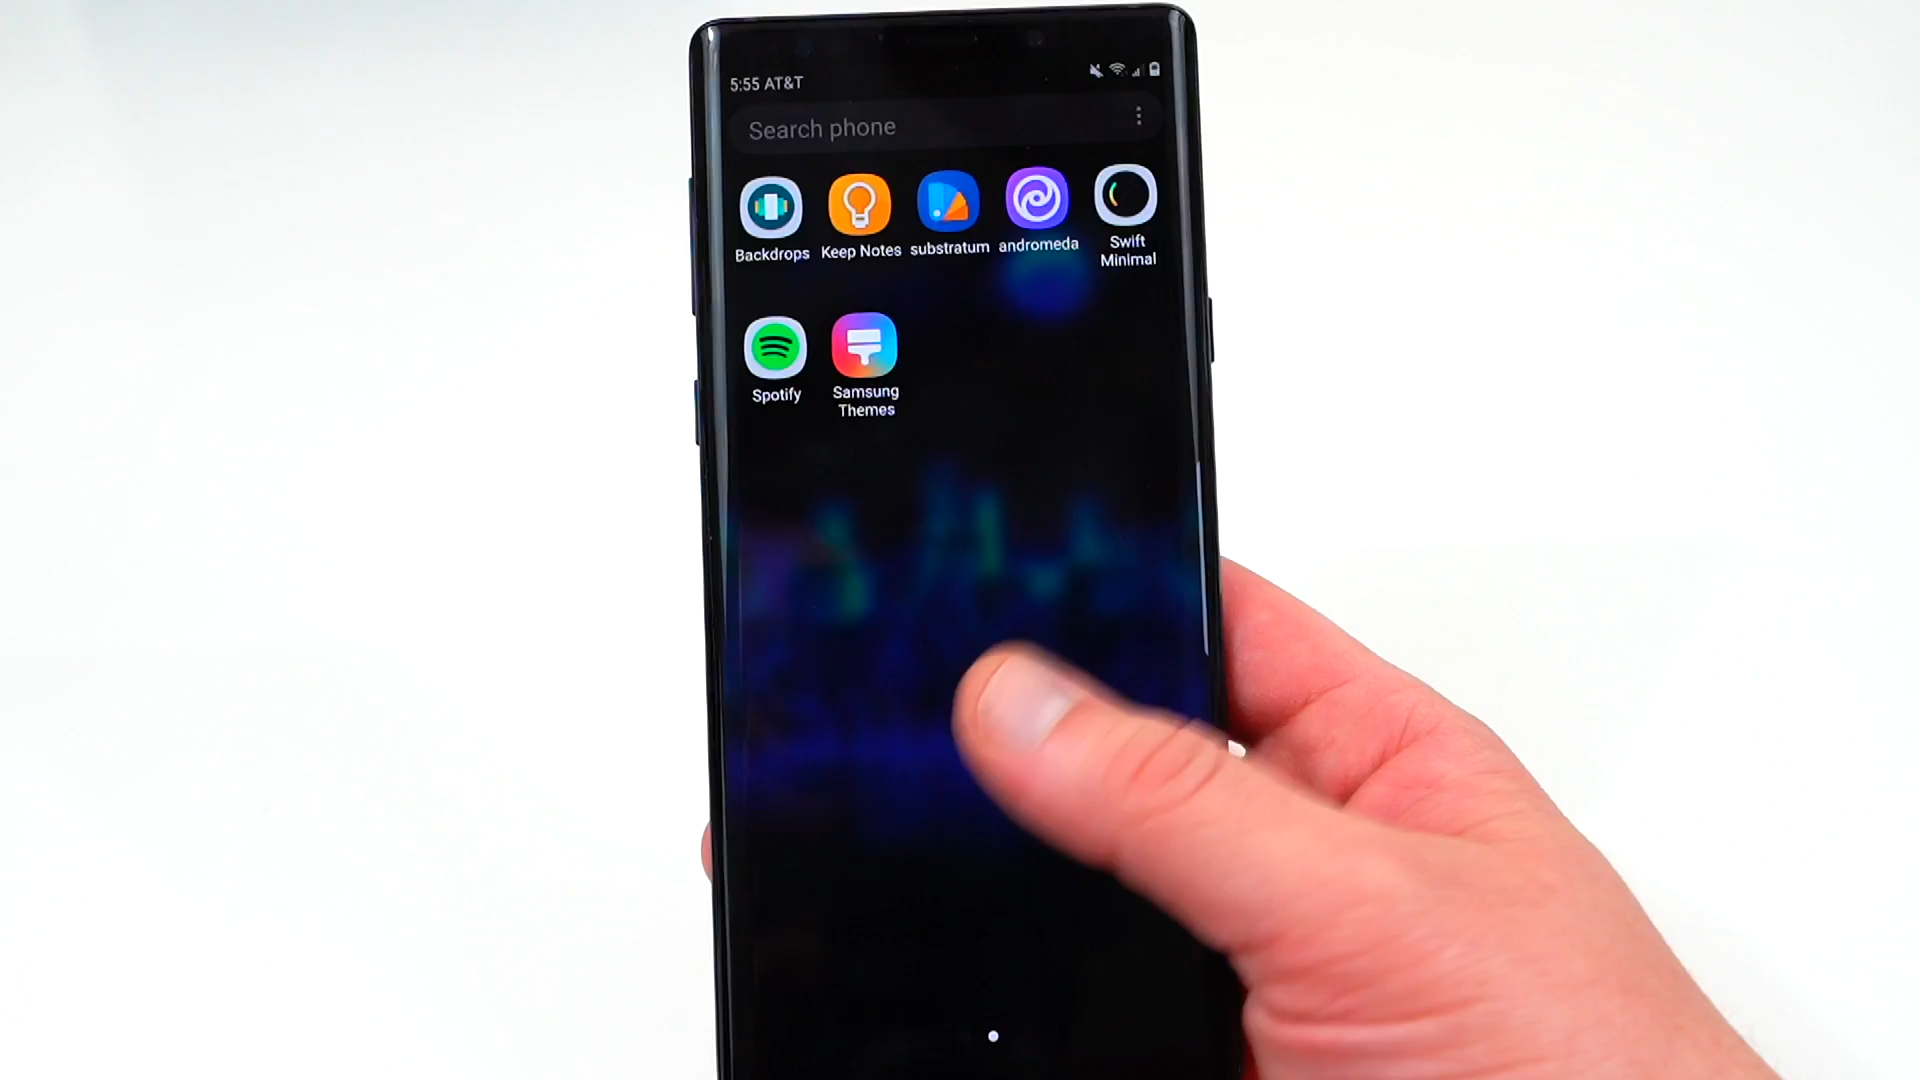 5:55 AT&T
Search phone
Backdrops
Keep Notes
substratum
andromeda
Swift
Minimal
Spotify
Samsung
Themes